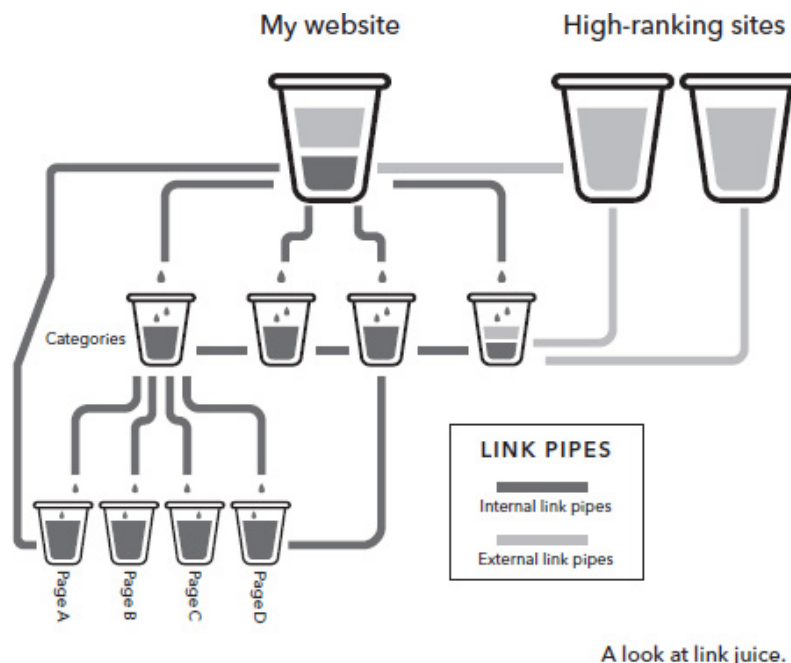 My website
High-ranking sites
Categories
LINK PIPES
Internal link pipes
External link pipes
Page A
Page B
Page C
Page D
A look at link juice.